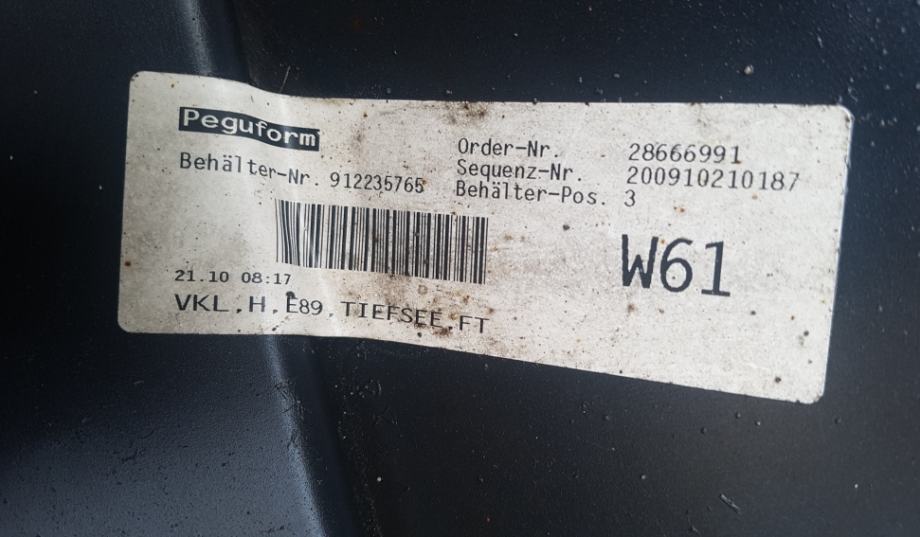 Peguform
Behälter-Nr. 912235765
Order-Nr. 28666991
Sequenz-Nr. 200910210187
Behälter-Pos. 3
W61
21.10 08:17
VKL,H,E89,TIEFSEE,FT